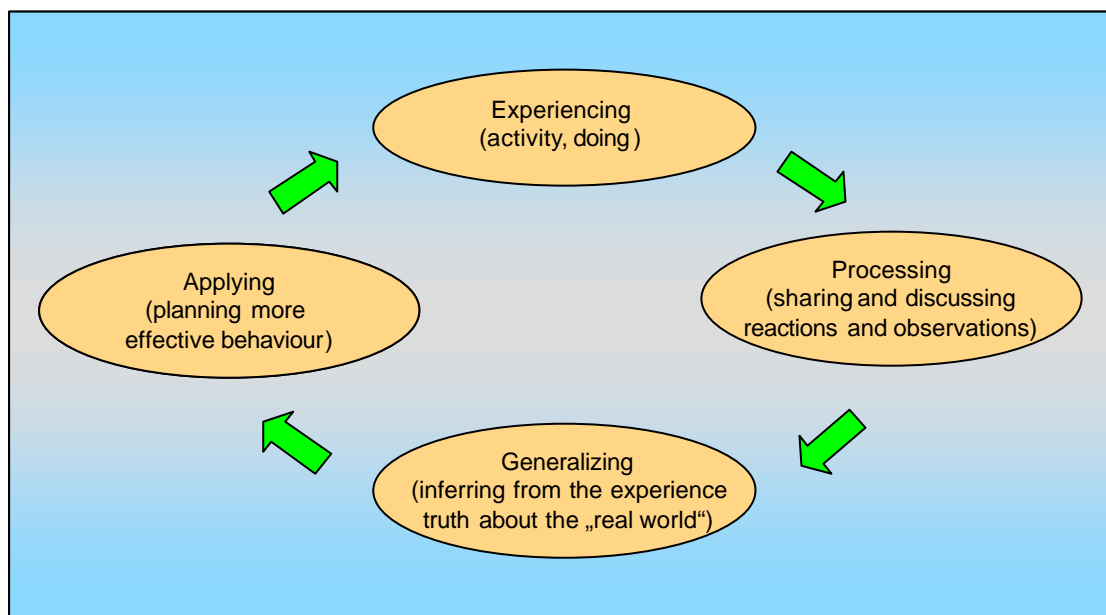 Experiencing
(activity, doing)
Processing
(sharing and discussing
reactions and observations)
Generalizing
(inferring from the experience
truth about the „real world“)
Applying
(planning more
effective behaviour)